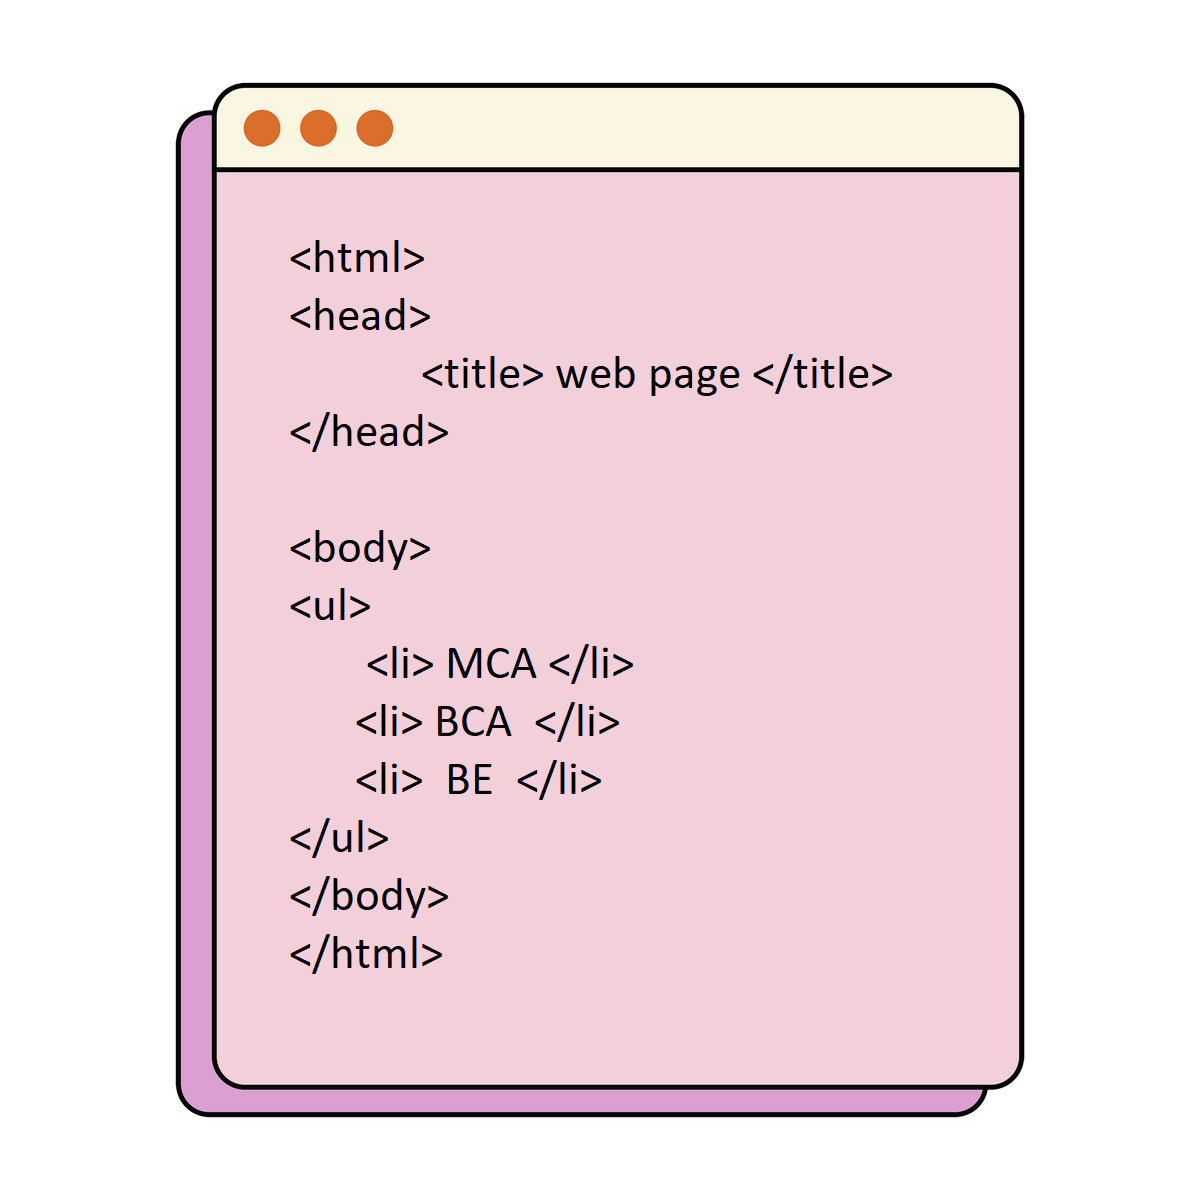 <html>
<head>
<title> web page </title>
</head>
<body>
<ul>
<li> MCA </li>
<li> BCA  </li>
<li>  BE  </li>
</ul>
</body>
</html>